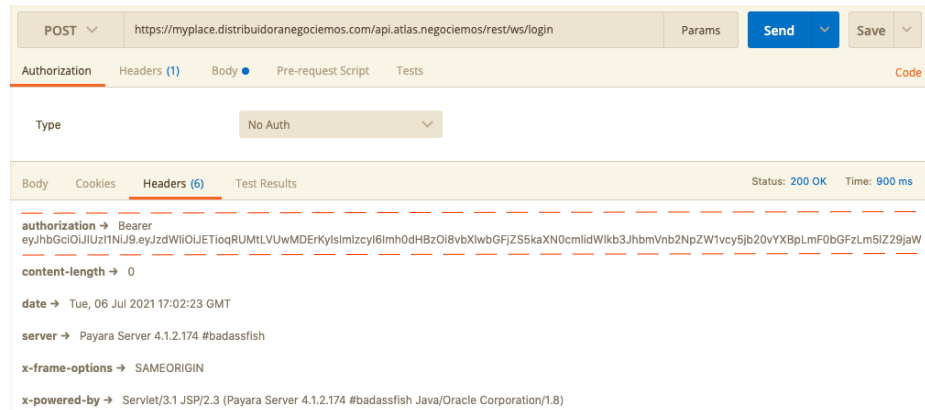 POST https://myplace.distribuidoranegociemos.com/api.atlas.negociemos/rest/ws/login Params Send Save
Authorization Headers (1) Body Pre-request Script Tests Code
Type No Auth
Body Cookies Headers (6) Test Results Status: 200 OK Time: 900 ms
authorization → Bearer
eyJhbGciOiJIUzI1NiJ9.eyJzdWIiOiJETioqRUMtLVUwMDErKyIsImlzcyI6Imh0dHBzOi8vbXlwbGFjZS5kaXN0cmlidWlkb3JhbmVnb2NpZW1vcy5jb20vYXBpLmF0bGFzLm5lZ29jaW
content-length → 0
date → Tue, 06 Jul 2021 17:02:23 GMT
server → Payara Server 4.1.2.174 #badassfish
x-frame-options → SAMEORIGIN
x-powered-by → Servlet/3.1 JSP/2.3 (Payara Server 4.1.2.174 #badassfish Java/Oracle Corporation/1.8)